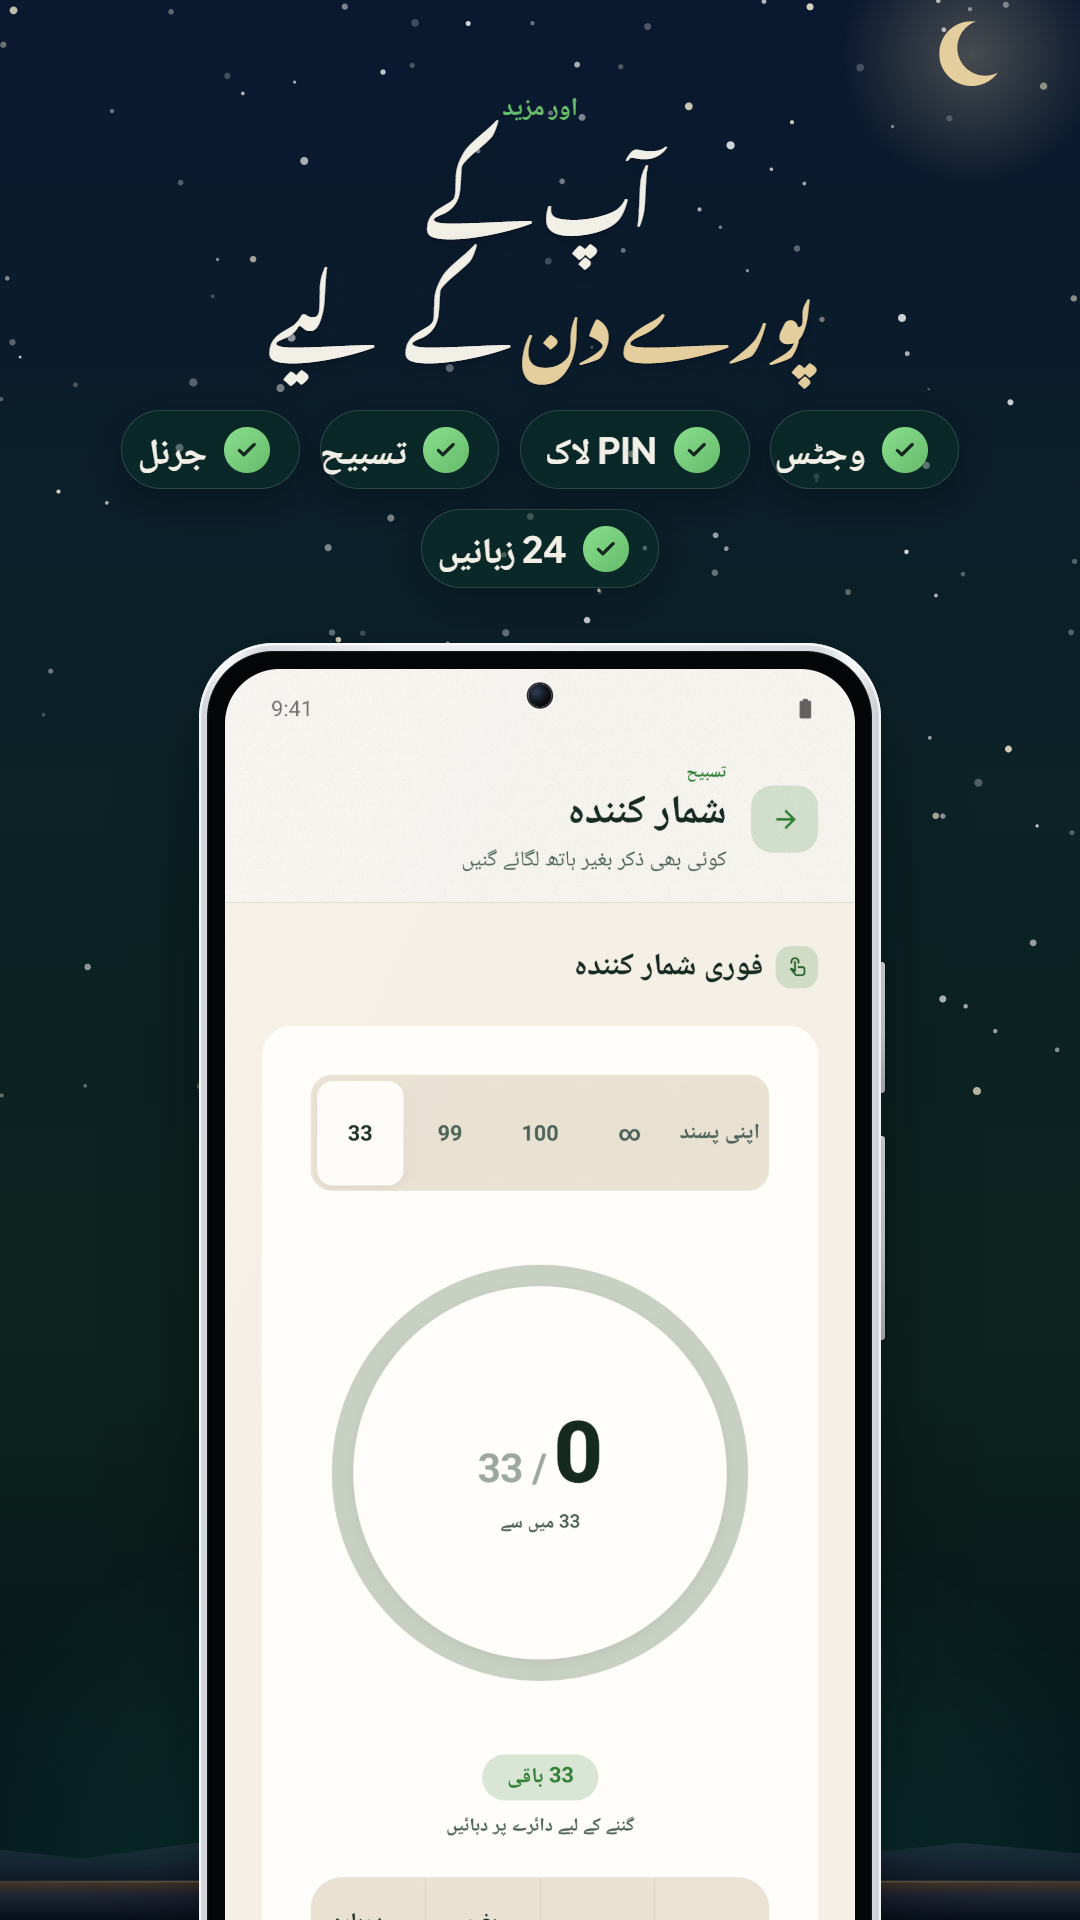 اور مزید
آپ کے
پورے دن کے لیے
وجٹس
PIN لاک
تسبیح
جرنل
24 زبانیں
9:41
تسبیح
شمار کنندہ
کوئی بھی ذکر بغیر ہاتھ لگائے گنیں
فوری شمار کنندہ
اپنی پسند ∞ 100 99 33
0 / 33
33 میں سے
33 باقی
گننے کے لیے دائرے پر دبائیں